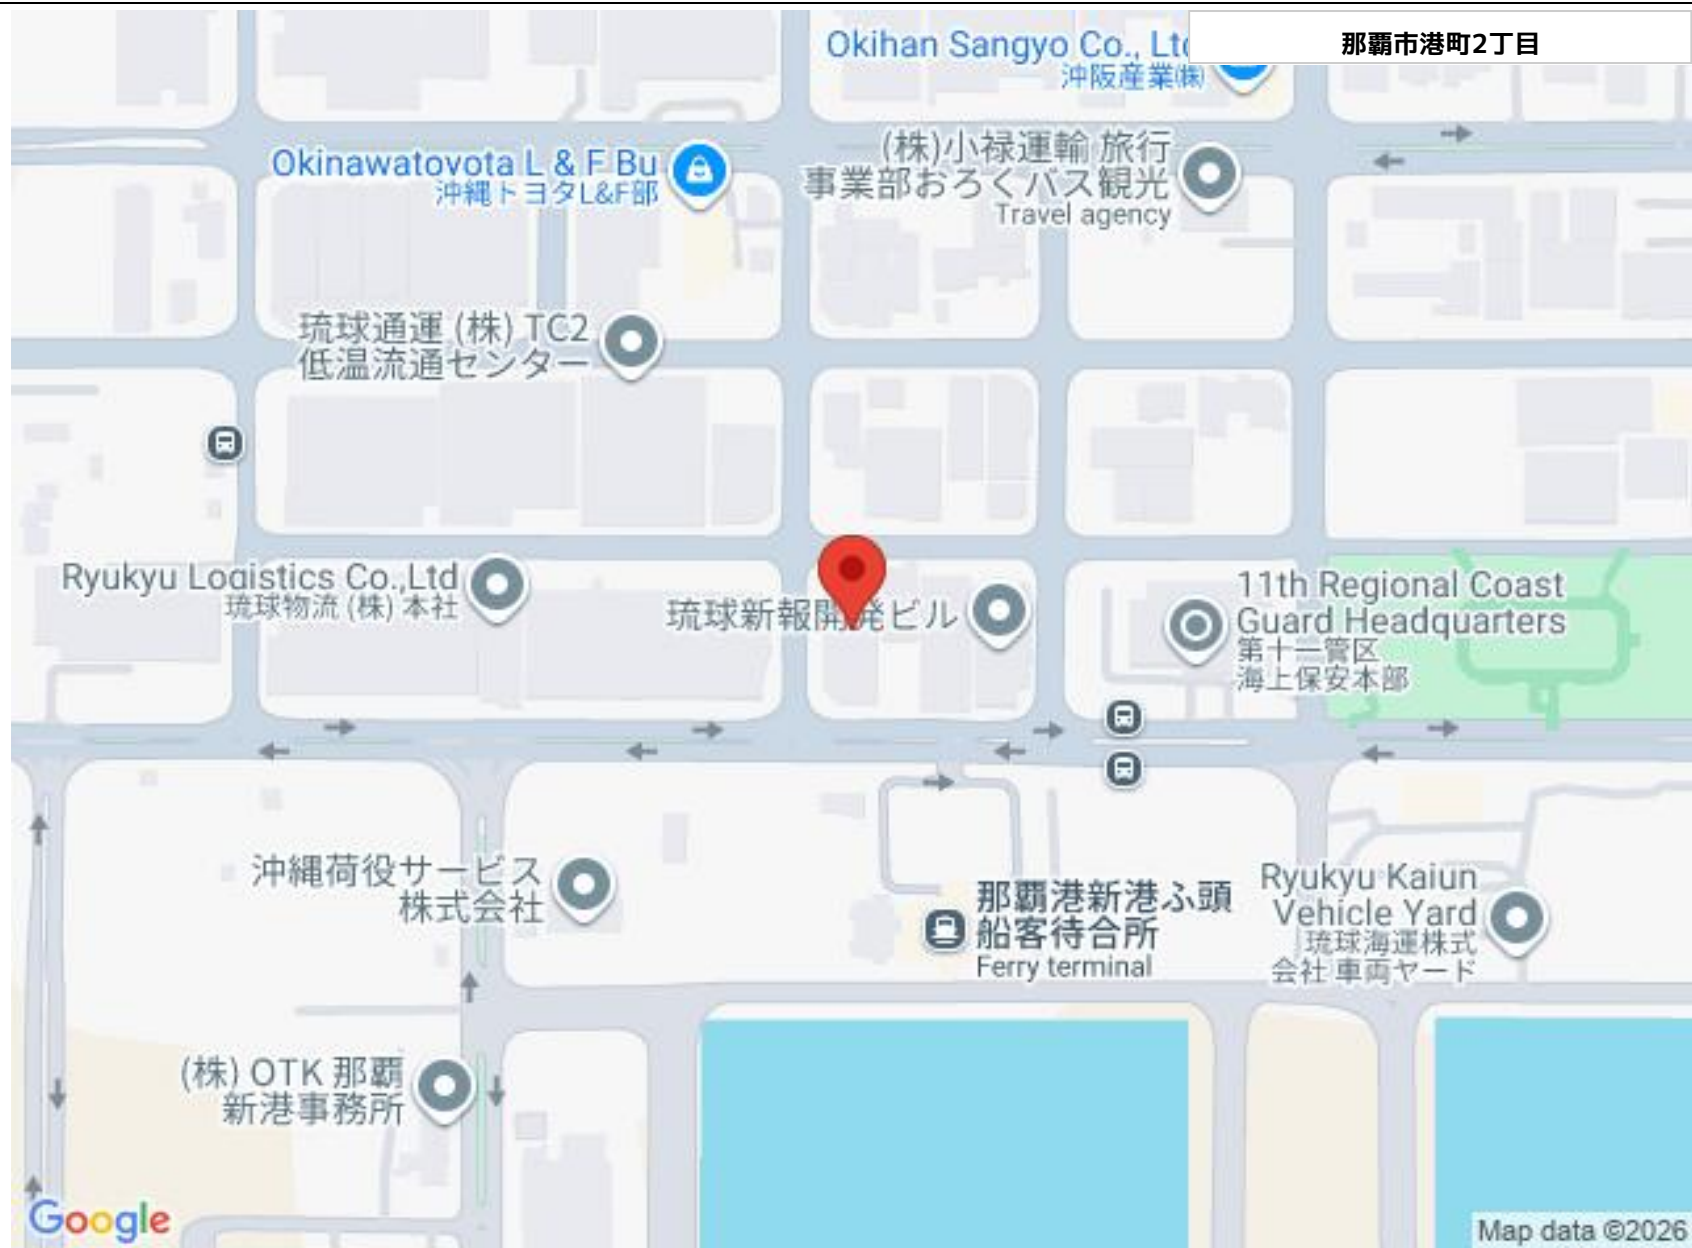 那覇市港町2丁目
Okihan Sangyo Co., Ltd
沖阪産業㈱
Okinawatoyota L & F Bu
沖縄トヨタL&F部
(株)小禄運輸 旅行
事業部おろくバス観光
Travel agency
琉球通運 (株) TC2
低温流通センター
Ryukyu Logistics Co.,Ltd
琉球物流 (株) 本社
琉球新報開発ビル
11th Regional Coast
Guard Headquarters
第十一管区
海上保安本部
沖縄荷役サービス
株式会社
那覇港新港ふ頭
船客待合所
Ferry terminal
Ryukyu Kaiun
Vehicle Yard
琉球海運株式
会社 車両ヤード
(株) OTK 那覇
新港事務所
Google
Map data ©2026